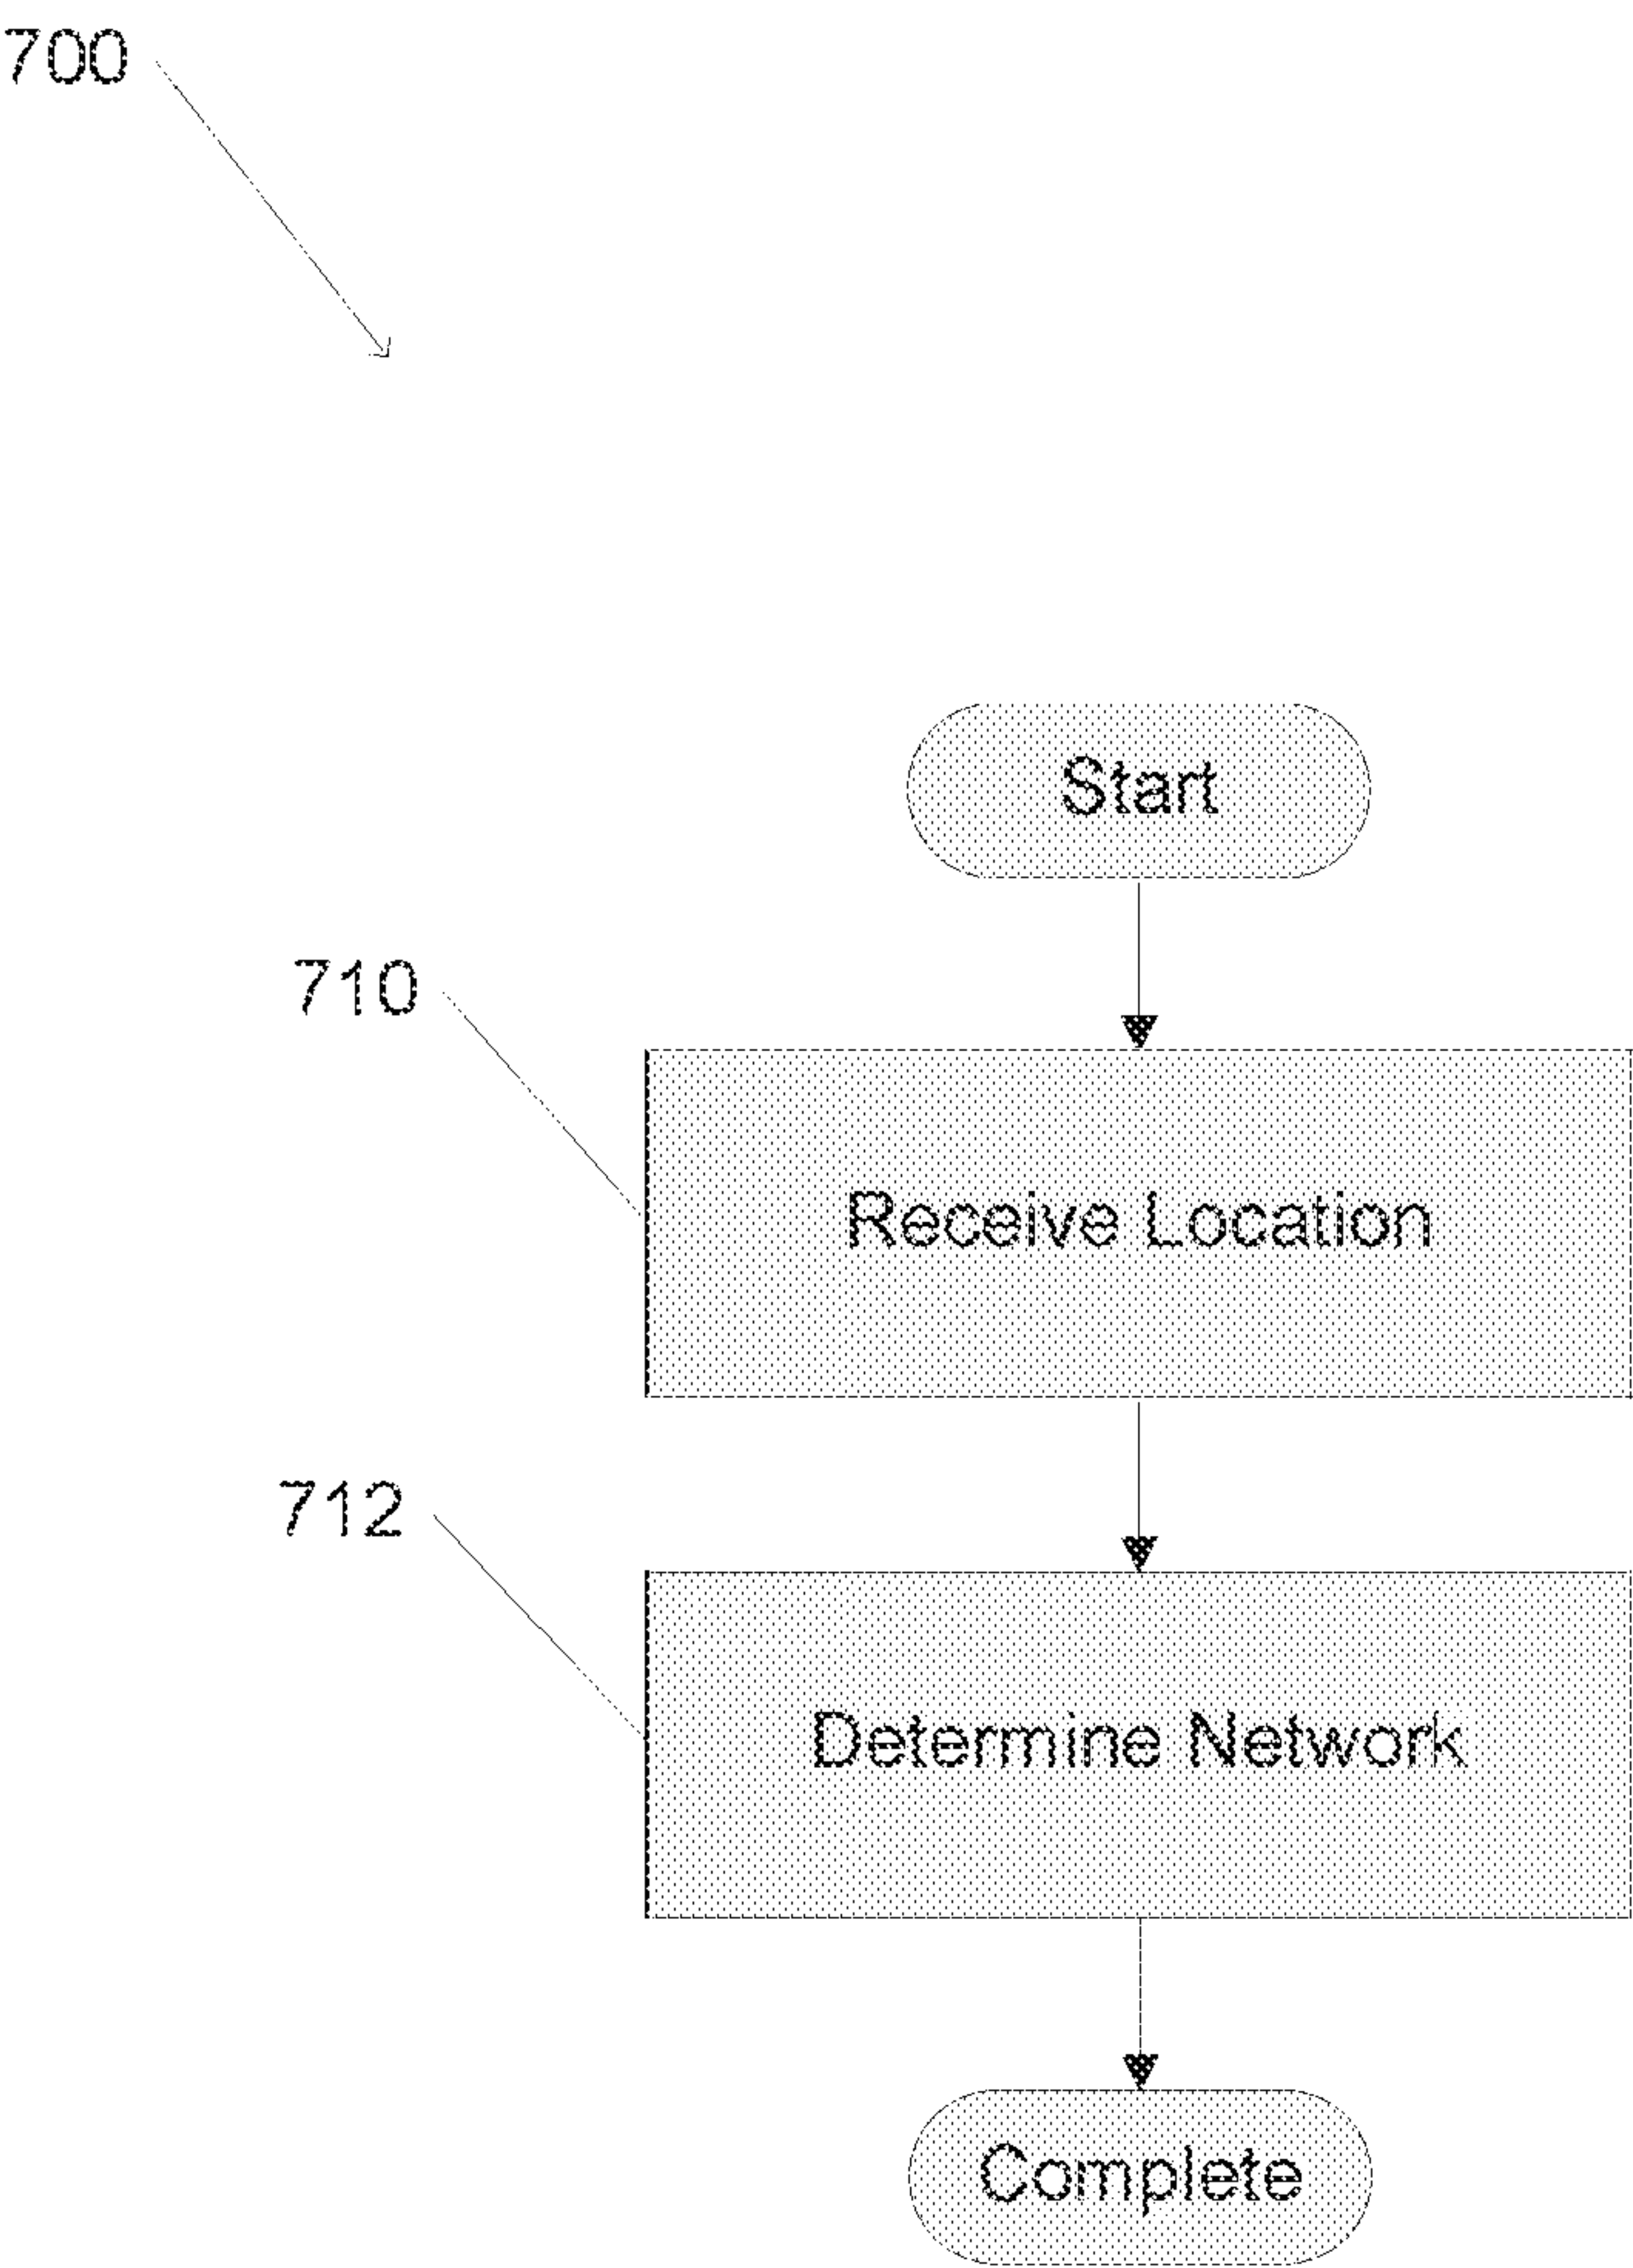 700
Start
710
Receive Location
712
Determine Network
Complete